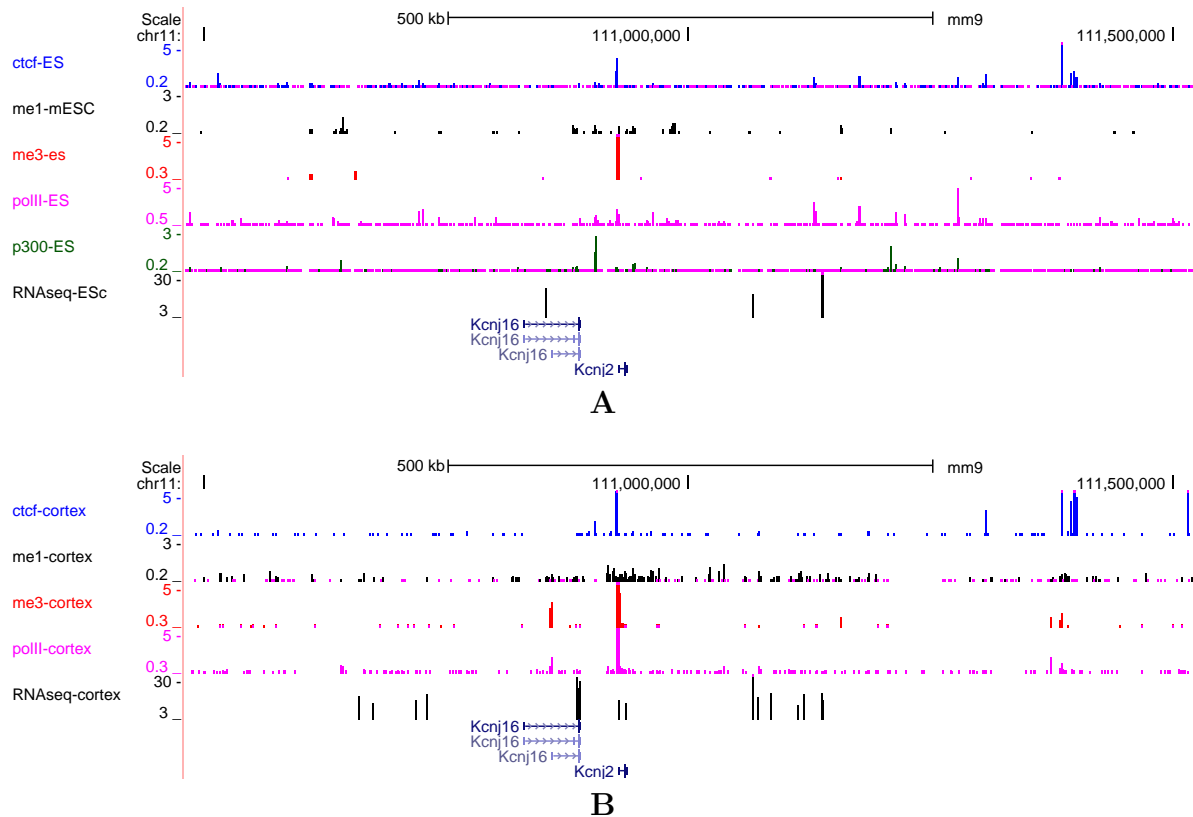 Scale 500 kb mm9
chr11: 111,000,000 111,500,000
5 -
ctcf-ES
0.2 _
3 -
me1-mESC
0.2 _
5 -
me3-es
0.3 _
5 -
polII-ES
0.5 _
3 -
p300-ES
0.2 _
30 -
RNAseq-ESc
3 _
Kcnj16
Kcnj16
Kcnj16
Kcnj2
A
Scale 500 kb mm9
chr11: 111,000,000 111,500,000
5 -
ctcf-cortex
0.2 _
3 -
me1-cortex
0.2 _
5 -
me3-cortex
0.3 _
5 -
polII-cortex
0.3 _
30 -
RNAseq-cortex
3 _
Kcnj16
Kcnj16
Kcnj16
Kcnj2
B